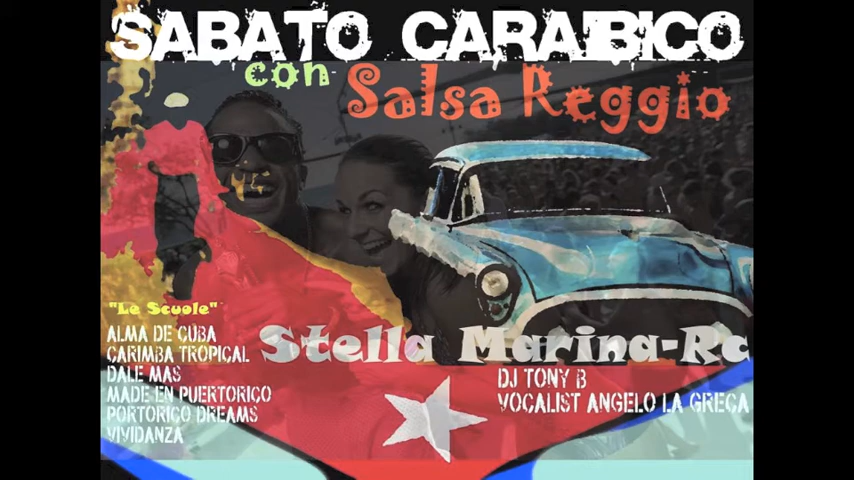 SABATO CARAIBICO
con Salsa Reggio
"Le Scuole"
ALMA DE CUBA
CARIMBA TROPICAL
DALE MAS
MADE EN PUERTORICO
PORTORICO DREAMS
VIVIDANZA
Stella Marina-Rc
DJ TONY B
VOCALIST ANGELO LA GRECA